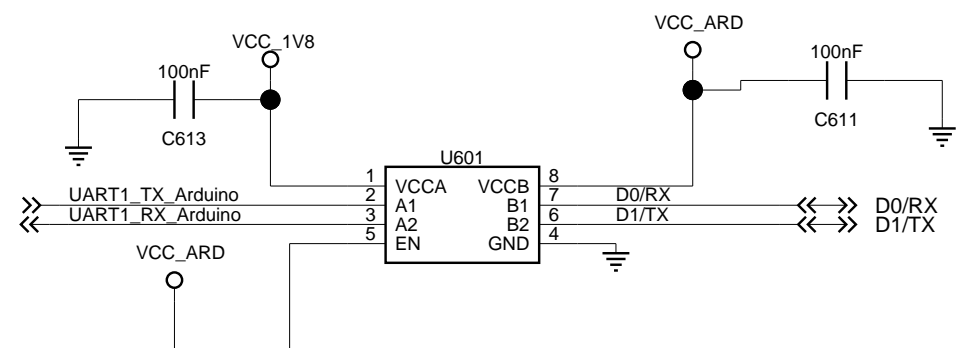 VCC_ARD
VCC_1V8
100nF
100nF
C613
C611
U601
1
8
VCCA
VCCB
UART1_TX_Arduino
2
7
D0/RX
A1
B1
D0/RX
UART1_RX_Arduino
3
6
D1/TX
A2
B2
D1/TX
5
4
EN
GND
VCC_ARD